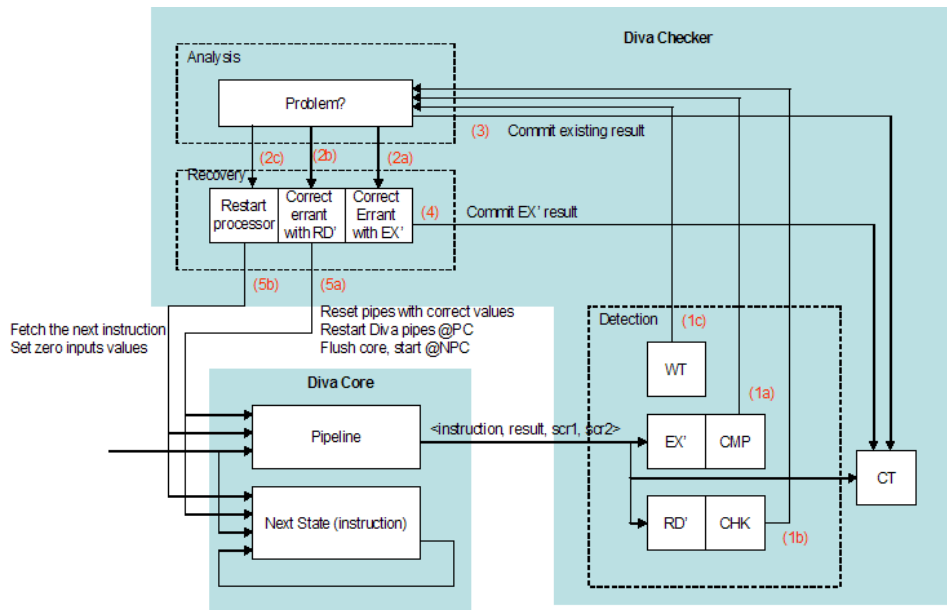 Diva Checker
Analysis
Problem?
(3) Commit existing result
(2c) (2b) (2a)
Recovery
Restart
processor
Correct
errant
with RD'
Correct
Errant
with EX'
(4) Commit EX' result
(5b) (5a)
Fetch the next instruction
Set zero inputs values
Reset pipes with correct values
Restart Diva pipes @PC
Flush core, start @NPC
Detection
(1c)
WT
(1a)
Diva Core
Pipeline
<instruction, result, scr1, scr2>
EX' CMP
CT
Next State (instruction)
RD' CHK
(1b)